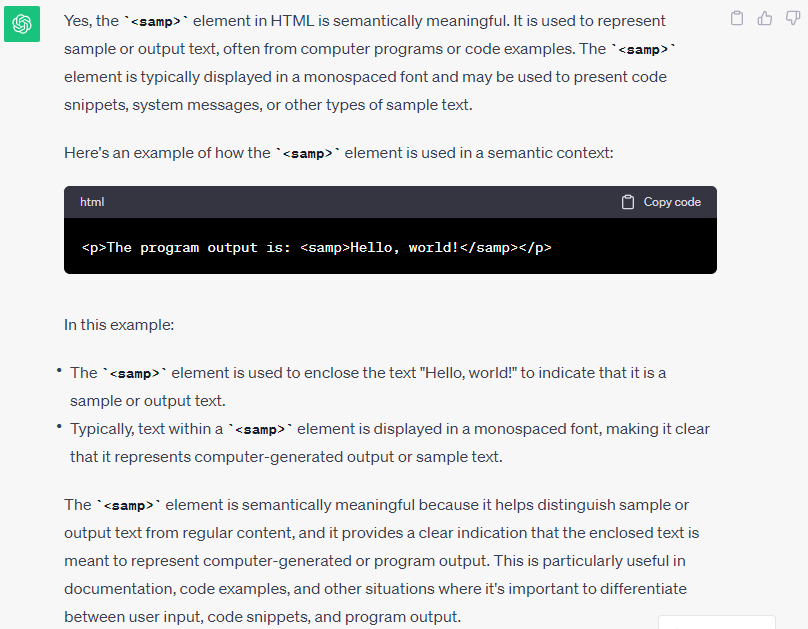 Yes, the `<samp>` element in HTML is semantically meaningful. It is used to represent
sample or output text, often from computer programs or code examples. The `<samp>`
element is typically displayed in a monospaced font and may be used to present code
snippets, system messages, or other types of sample text.
Here's an example of how the `<samp>` element is used in a semantic context:
html Copy code
<p>The program output is: <samp>Hello, world!</samp></p>
In this example:
• The `<samp>` element is used to enclose the text "Hello, world!" to indicate that it is a
sample or output text.
• Typically, text within a `<samp>` element is displayed in a monospaced font, making it clear
that it represents computer-generated output or sample text.
The `<samp>` element is semantically meaningful because it helps distinguish sample or
output text from regular content, and it provides a clear indication that the enclosed text is
meant to represent computer-generated or program output. This is particularly useful in
documentation, code examples, and other situations where it's important to differentiate
between user input, code snippets, and program output.